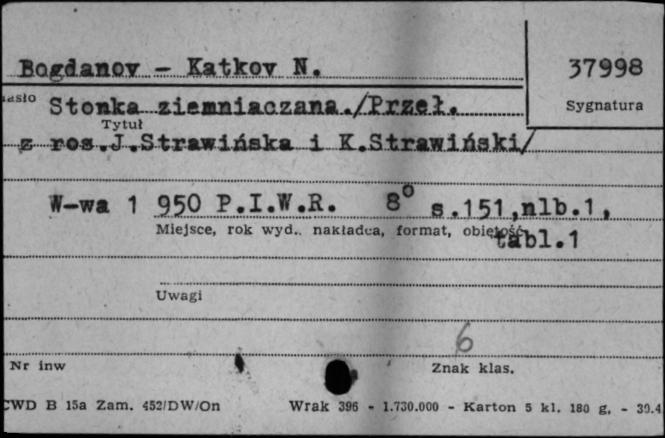 Bogdanov - Katkov N.
37998
Sygnatura
Stonka ziemniaczana./Przeł.
Tytuł
z ros.J.Strawińska i K.Strawiński/
W-wa 1 950 P.I.W.R. 8° s.151,nlb.1,
Miejsce, rok wyd., nakładca, format, objętość
tabl.1
Uwagi
6
Nr inw
Znak klas.
CWD B 15a Zam. 452/DW/On Wrak 396 - 1.730.000 - Karton 5 kl. 180 g. - 30.4